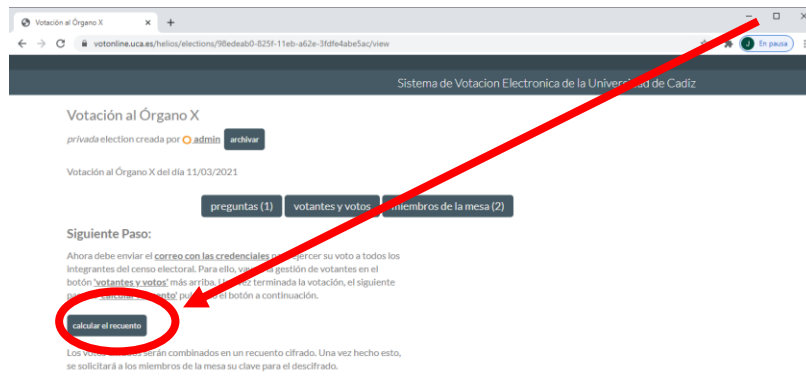 Votación al Órgano X
votonline.uca.es/helios/elections/98edeab0-825f-11eb-a62e-3fdfe4abe5ac/view
J En pausa
Sistema de Votacion Electronica de la Universidad de Cadiz
Votación al Órgano X
privada election creada por admin archivar
Votación al Órgano X del día 11/03/2021
preguntas (1) votantes y votos miembros de la mesa (2)
Siguiente Paso:
Ahora debe enviar el correo con las credenciales ejercer su voto a todos los
integrantes del censo electoral. Para ello, la gestión de votantes en el
botón 'votantes y votos' más arriba. vez terminada la votación, el siguiente
el botón a continuación.
calcular el recuento
Los serán combinados en un recuento cifrado. Una vez hecho esto,
se solicitará a los miembros de la mesa su clave para el descifrado.